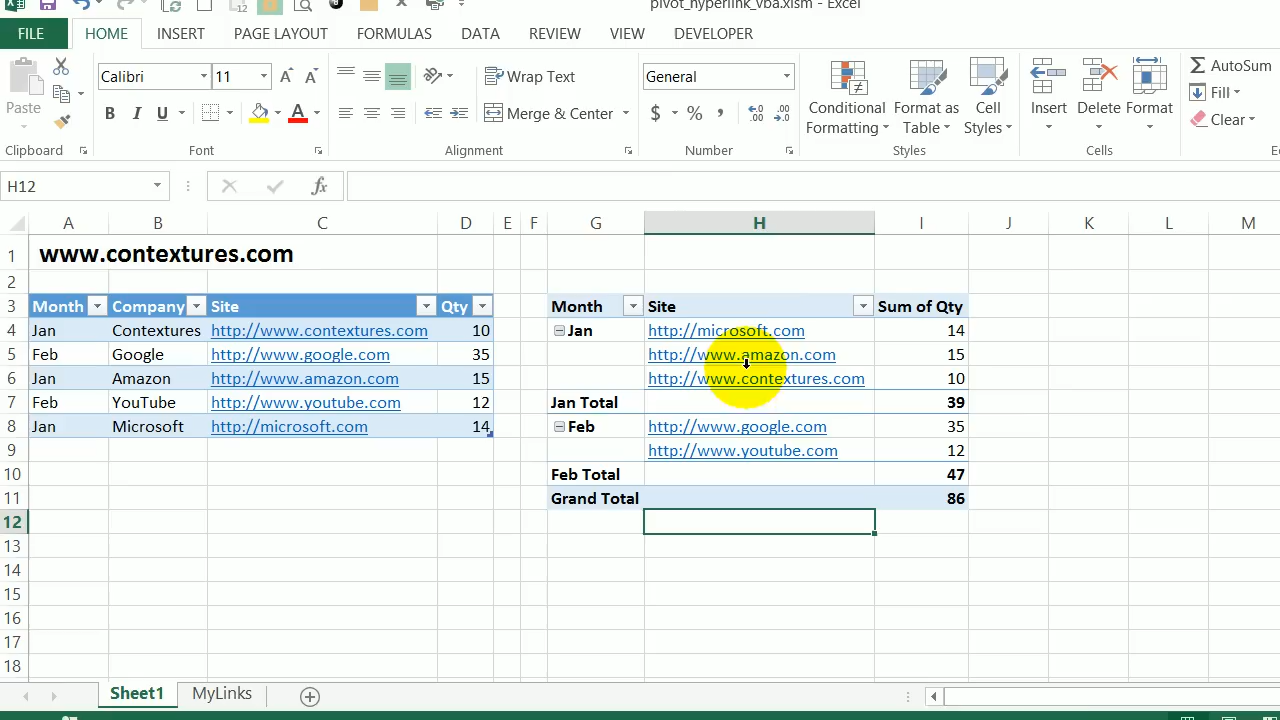 pivot_hyperlink_vba.xlsm - Excel
FILE HOME INSERT PAGE LAYOUT FORMULAS DATA REVIEW VIEW DEVELOPER
Calibri 11 Wrap Text General AutoSum
Paste B I U Merge & Center $ % Conditional Formatting Format as Table Cell Styles Insert Delete Format Fill
Clear
Clipboard Font Alignment Number Styles Cells
H12 fx
A B C D E F G H I J K L M
1 www.contextures.com
2
3 Month Company Site Qty Month Site Sum of Qty
4 Jan Contextures http://www.contextures.com 10 Jan http://microsoft.com 14
5 Feb Google http://www.google.com 35 http://www.amazon.com 15
6 Jan Amazon http://www.amazon.com 15 http://www.contextures.com 10
7 Feb YouTube http://www.youtube.com 12 Jan Total 39
8 Jan Microsoft http://microsoft.com 14 Feb http://www.google.com 35
9 http://www.youtube.com 12
10 Feb Total 47
11 Grand Total 86
12
13
14
15
16
17
18
Sheet1 MyLinks